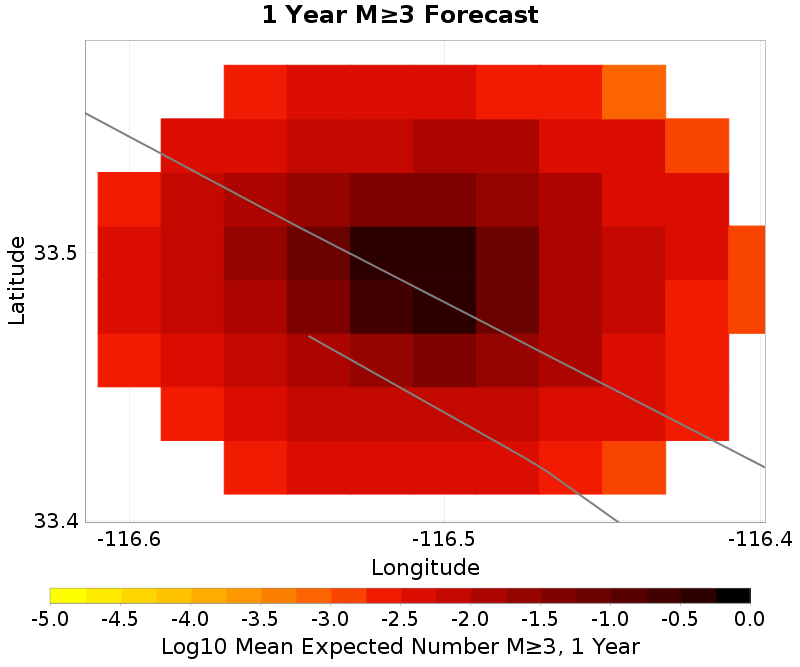 1 Year M≥3 Forecast
Latitude
33.5
33.4
-116.6 -116.5 -116.4
Longitude
-5.0 -4.5 -4.0 -3.5 -3.0 -2.5 -2.0 -1.5 -1.0 -0.5 0.0
Log10 Mean Expected Number M≥3, 1 Year